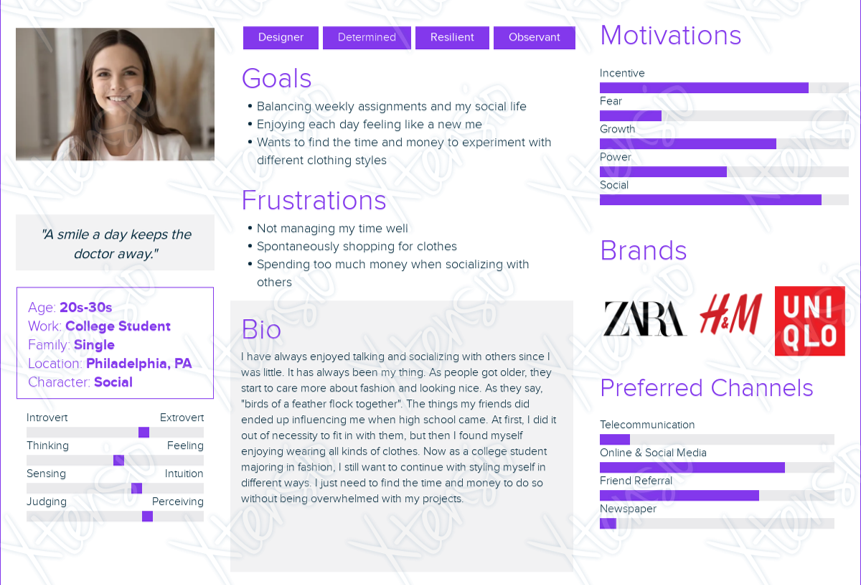 "A smile a day keeps the
doctor away."
Age: 20s-30s
Work: College Student
Family: Single
Location: Philadelphia, PA
Character: Social
Introvert Extrovert
Thinking Feeling
Sensing Intuition
Judging Perceiving
Designer Determined Resilient Observant
Goals
• Balancing weekly assignments and my social life
• Enjoying each day feeling like a new me
• Wants to find the time and money to experiment with
different clothing styles
Frustrations
• Not managing my time well
• Spontaneously shopping for clothes
• Spending too much money when socializing with
others
Bio
I have always enjoyed talking and socializing with others since I
was little. It has always been my thing. As people got older, they
start to care more about fashion and looking nice. As they say,
"birds of a feather flock together". The things my friends did
ended up influencing me when high school came. At first, I did it
out of necessity to fit in with them, but then I found myself
enjoying wearing all kinds of clothes. Now as a college student
majoring in fashion, I still want to continue with styling myself in
different ways. I just need to find the time and money to do so
without being overwhelmed with my projects.
Motivations
Incentive
Fear
Growth
Power
Social
Brands
ZARA H&M UNI
QLO
Preferred Channels
Telecommunication
Online & Social Media
Friend Referral
Newspaper
xtensio